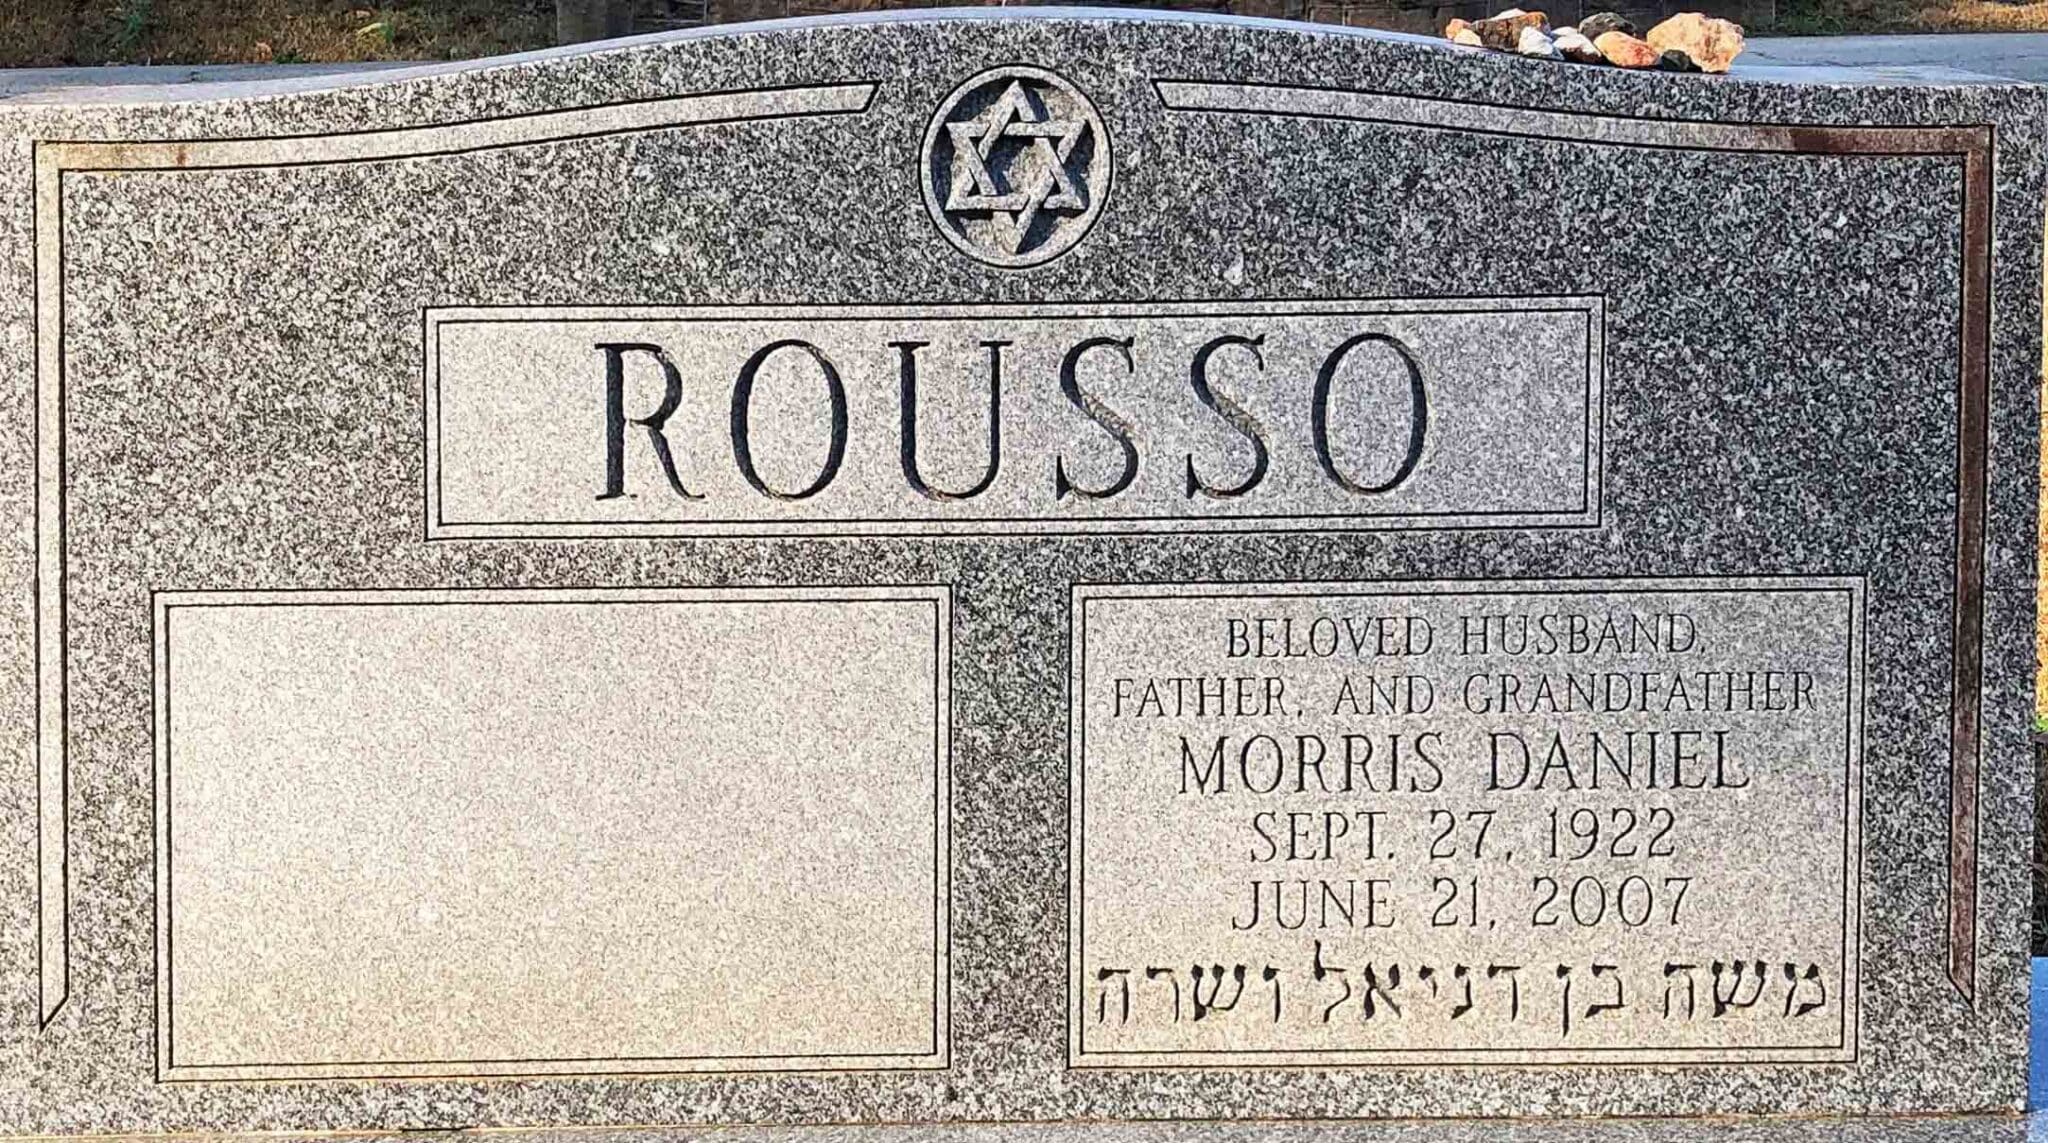 ROUSSO
BELOVED HUSBAND,
FATHER, AND GRANDFATHER
MORRIS DANIEL
SEPT. 27, 1922
JUNE 21, 2007
משה בן דניאל ושרה